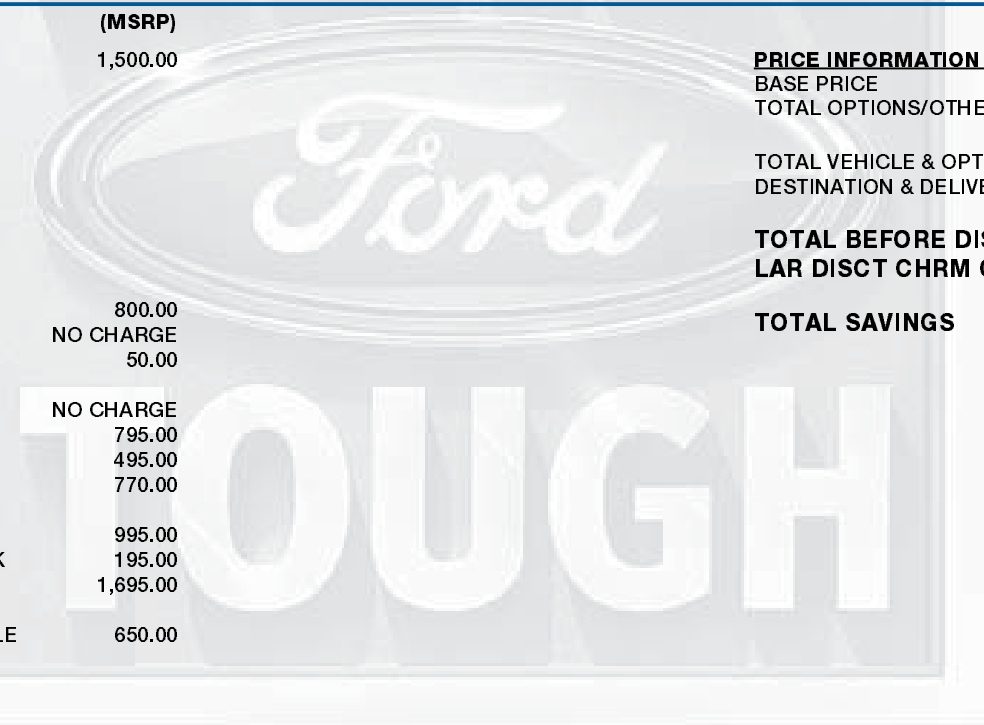 (MSRP)
1,500.00
800.00
NO CHARGE
50.00
NO CHARGE
795.00
495.00
770.00
995.00
K 195.00
1,695.00
LE 650.00
PRICE INFORMATION
BASE PRICE
TOTAL OPTIONS/OTHE
TOTAL VEHICLE & OPT
DESTINATION & DELIVE
TOTAL BEFORE DIS
LAR DISCT CHRM
TOTAL SAVINGS
Ford
TOUGH